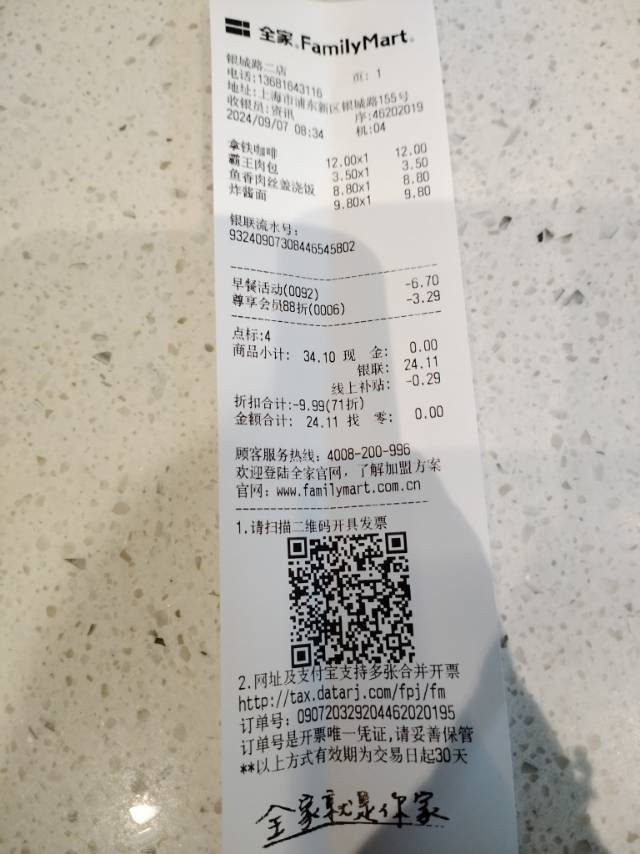 全家 FamilyMart
银城路二店
电话:13681643116 页: 1
地址:上海市浦东新区银城路155号
收银员:资讯 序:46202019
2024/09/07 08:34 机:04
拿铁咖啡 12.00x1 12.00
霸王肉包 3.50x1 3.50
鱼香肉丝盖浇饭 8.80x1 8.80
炸酱面 9.80x1 9.80
银联流水号:
93240907308446545802
早餐活动(0092) -6.70
尊享会员88折(0006) -3.29
点标:4
商品小计: 34.10 现 金: 0.00
银联: 24.11
线上补贴: -0.29
折扣合计:-9.99(71折)
金额合计: 24.11 找 零: 0.00
顾客服务热线: 4008-200-996
欢迎登陆全家官网,了解加盟方案
官网: www.familymart.com.cn
1.请扫描二维码开具发票
2.网址及支付宝支持多张合并开票
http://tax.datarj.com/fpj/fm
订单号: 090720329204462020195
订单号是开票唯一凭证,请妥善保管
**以上方式有效期为交易日起30天
全家就是你家